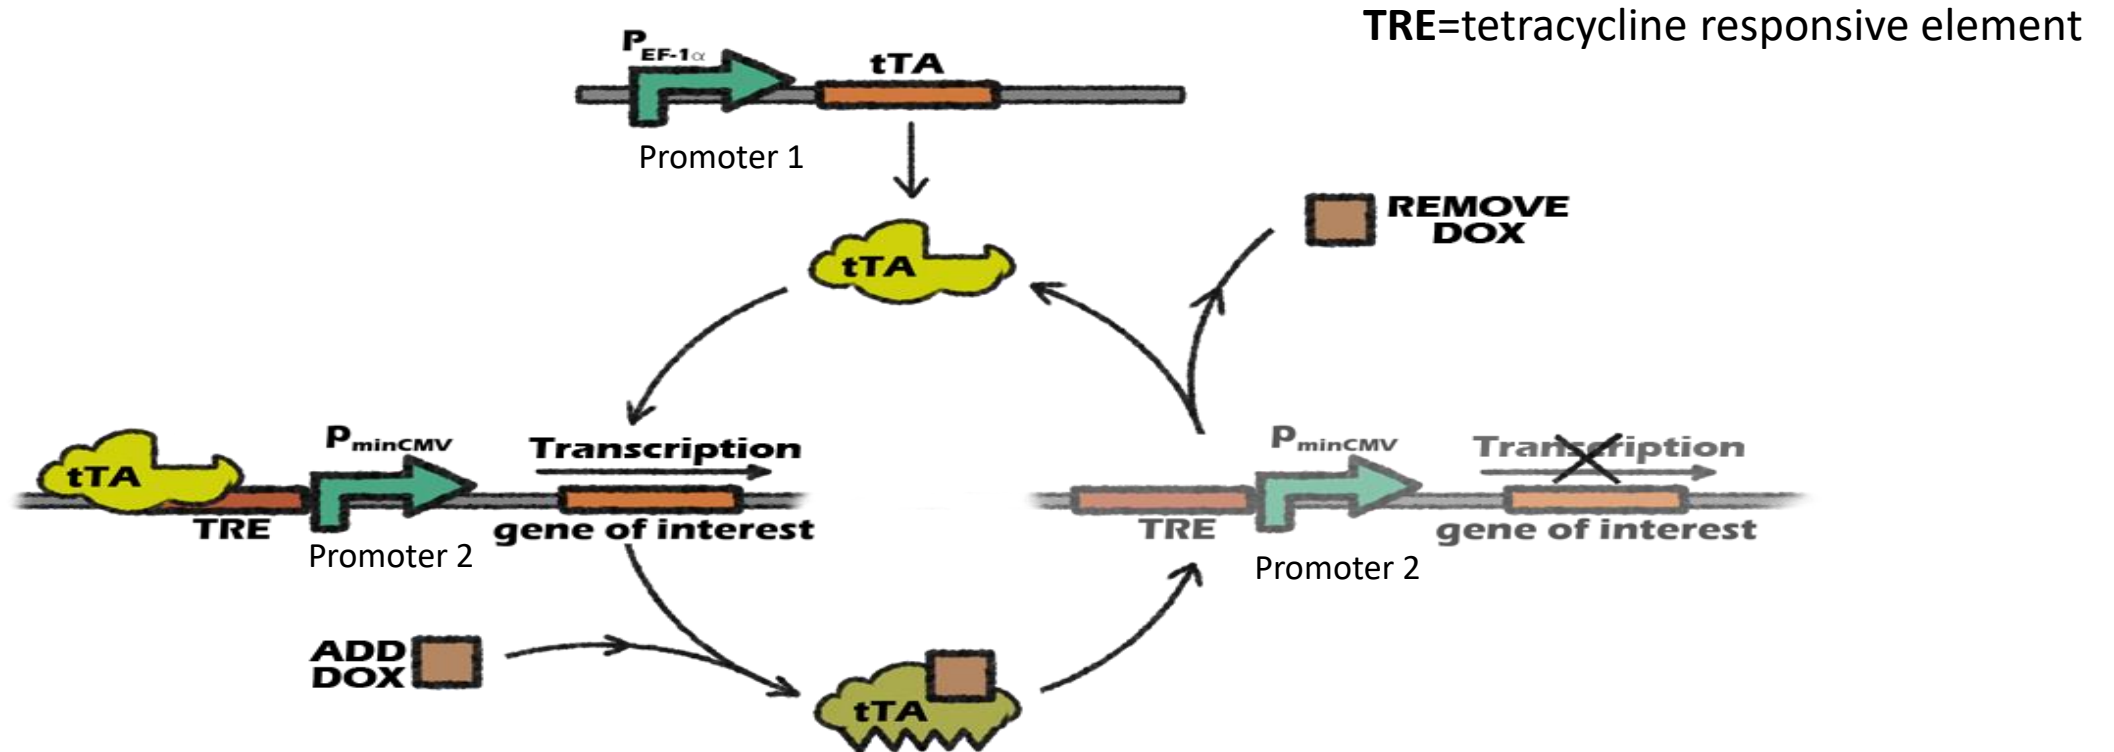 TRE=tetracycline responsive element
PEF-1α
tTA
Promoter 1
tTA
REMOVE
DOX
tTA
PminCMV
Transcription
TRE
gene of interest
Promoter 2
PminCMV
Transcription
TRE
gene of interest
Promoter 2
ADD
DOX
tTA